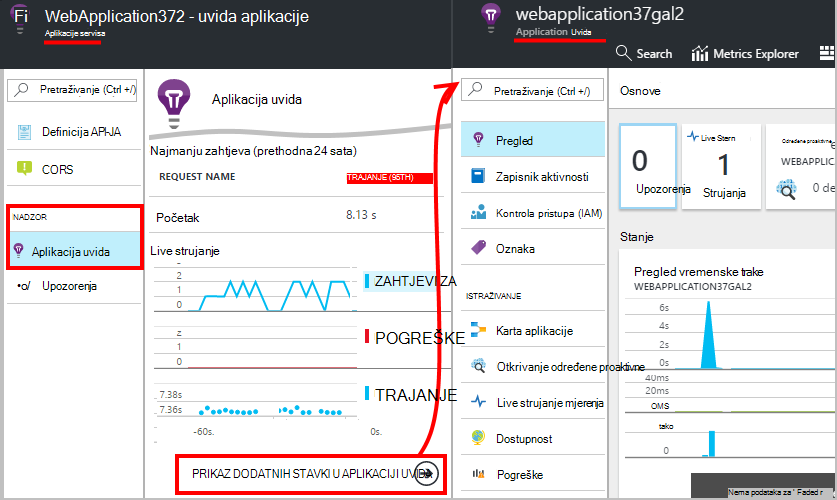 Fi
WebApplication372 - uvida aplikacije
Aplikacije servisa
Pretraživanje (Ctrl +/)
Definicija API-JA
CORS
NADZOR
Aplikacija uvida
Upozorenja
Aplikacija uvida
Najmanju zahtjeva (prethodna 24 sata)
REQUEST NAME
TRAJANJE (95TH)
Početak
8.13 s
Live strujanje
2
1
0
ZAHTJEVI ZA
z
1
0
POGREŠKE
7.38s
7.36s
TRAJANJE
-60s.
0s.
PRIKAZ DODATNIH STAVKI U APLIKACIJI UVIDA
webapplication37gal2
Application Uvida
Search
Metrics Explorer
Pretraživanje (Ctrl +/)
Pregled
Zapisnik aktivnosti
Kontrola pristupa (IAM)
Oznaka
ISTRAŽIVANJE
Karta aplikacije
Otkrivanje određene proaktivne
Live strujanje mjerenja
Dostupnost
Pogreške
Osnove
0
Upozorenja
Live Stern
1
Strujanja
Određene proaktivne
WEBAPPLIC
0 de
Stanje
Pregled vremenske trake
WEBAPPLICATION37GAL2
6s
4s
2s
0s
40ms
20ms
OMS
tako
0
Nema podataka za ' Faded r